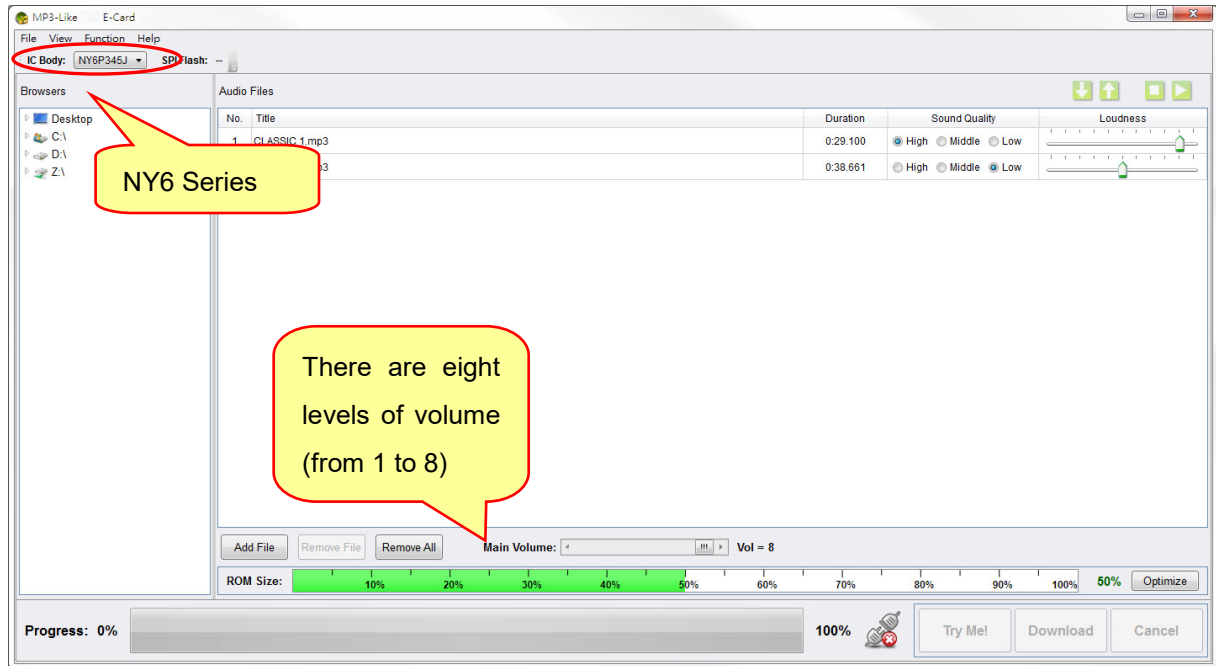 MP3-Like E-Card
File View Function Help
IC Body: NY6P345J SPI Flash: --
Browsers
Audio Files
Desktop
C:\
D:\
Z:\
No. Title Duration Sound Quality Loudness
1 CLASSIC 1.mp3 0:29.100 High Middle Low
p3 0:38.661 High Middle Low
NY6 Series
There are eight
levels of volume
(from 1 to 8)
Add File Remove File Remove All Main Volume: Vol = 8
ROM Size: 10% 20% 30% 40% 50% 60% 70% 80% 90% 100% 50% Optimize
Progress: 0% 100% Try Me! Download Cancel